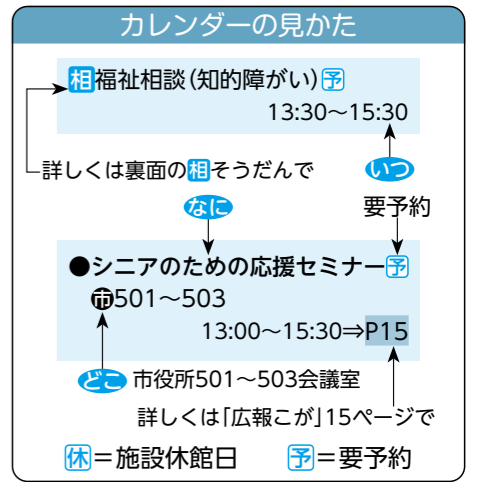 カレンダーの見かた
相福祉相談(知的障がい)予
13:30～15:30
詳しくは裏面の相そうだんで
いつ
なに
要予約
●シニアのための応援セミナー予
市501～503
13:00～15:30⇒P15
どこ 市役所501～503会議室
詳しくは「広報こが」15ページで
休＝施設休館日 予＝要予約